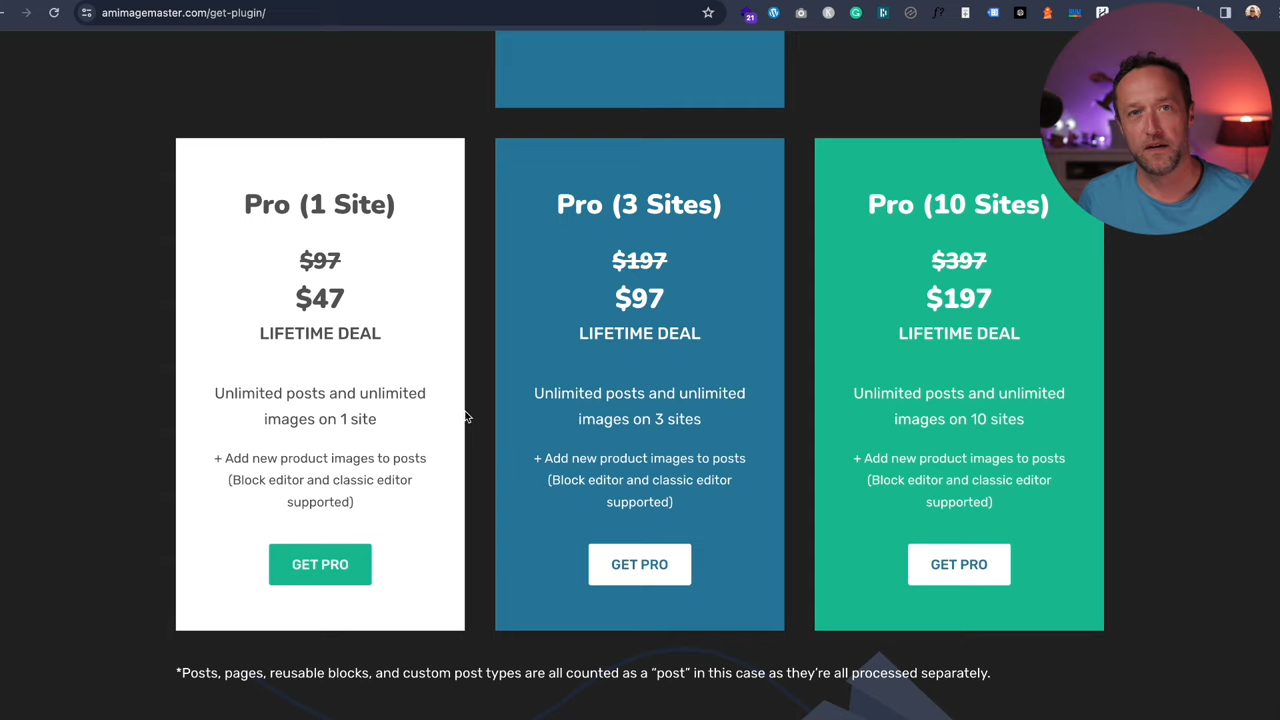 amimagemaster.com/get-plugin/
21
Pro (1 Site)
$97
$47
LIFETIME DEAL
Unlimited posts and unlimited
images on 1 site
+ Add new product images to posts
(Block editor and classic editor
supported)
GET PRO
Pro (3 Sites)
$197
$97
LIFETIME DEAL
Unlimited posts and unlimited
images on 3 sites
+ Add new product images to posts
(Block editor and classic editor
supported)
GET PRO
Pro (10 Sites)
$397
$197
LIFETIME DEAL
Unlimited posts and unlimited
images on 10 sites
+ Add new product images to posts
(Block editor and classic editor
supported)
GET PRO
*Posts, pages, reusable blocks, and custom post types are all counted as a “post” in this case as they’re all processed separately.